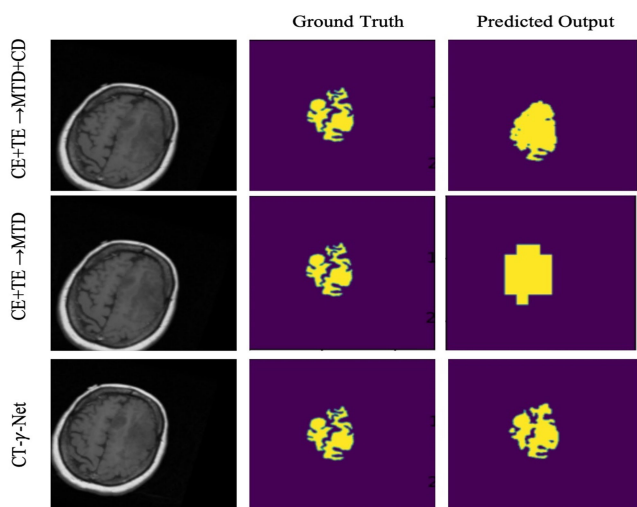 Ground Truth
Predicted Output
CE+TE →MTD+CD
CE+TE →MTD
CT-γ-Net